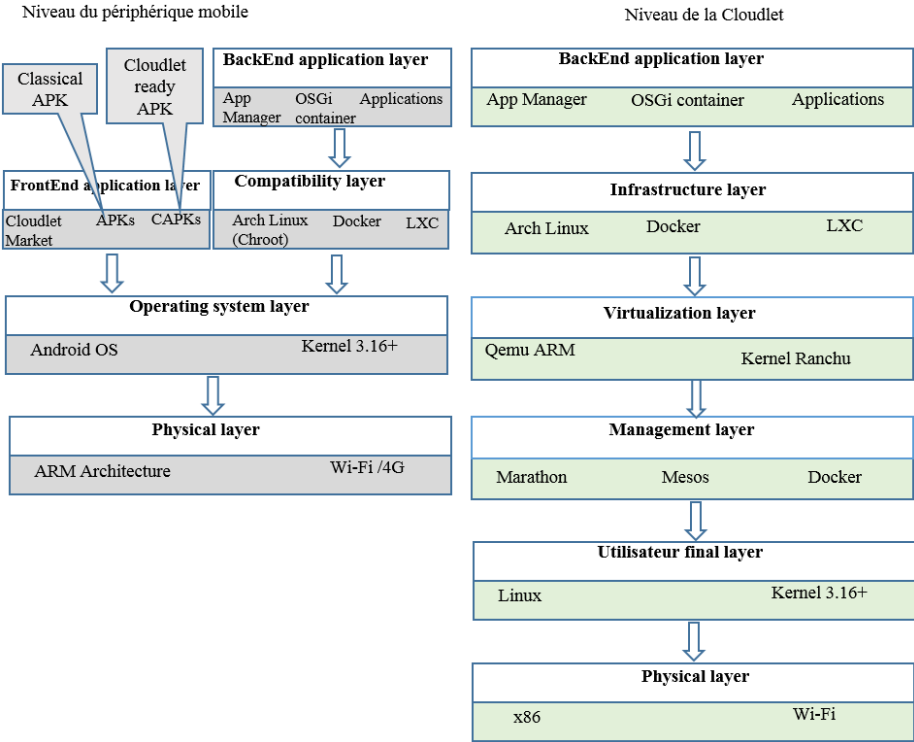 Niveau du périphérique mobile
Classical
APK
Cloudlet
ready
APK
BackEnd application layer
App
Manager
OSGi
container
Applications
FrontEnd application layer
Cloudlet
Market
APKs
CAPKs
Compatibility layer
Arch Linux
(Chroot)
Docker
LXC
Operating system layer
Android OS
Kernel 3.16+
Physical layer
ARM Architecture
Wi-Fi /4G
Niveau de la Cloudlet
BackEnd application layer
App Manager
OSGi container
Applications
Infrastructure layer
Arch Linux
Docker
LXC
Virtualization layer
Qemu ARM
Kernel Ranchu
Management layer
Marathon
Mesos
Docker
Utilisateur final layer
Linux
Kernel 3.16+
Physical layer
x86
Wi-Fi